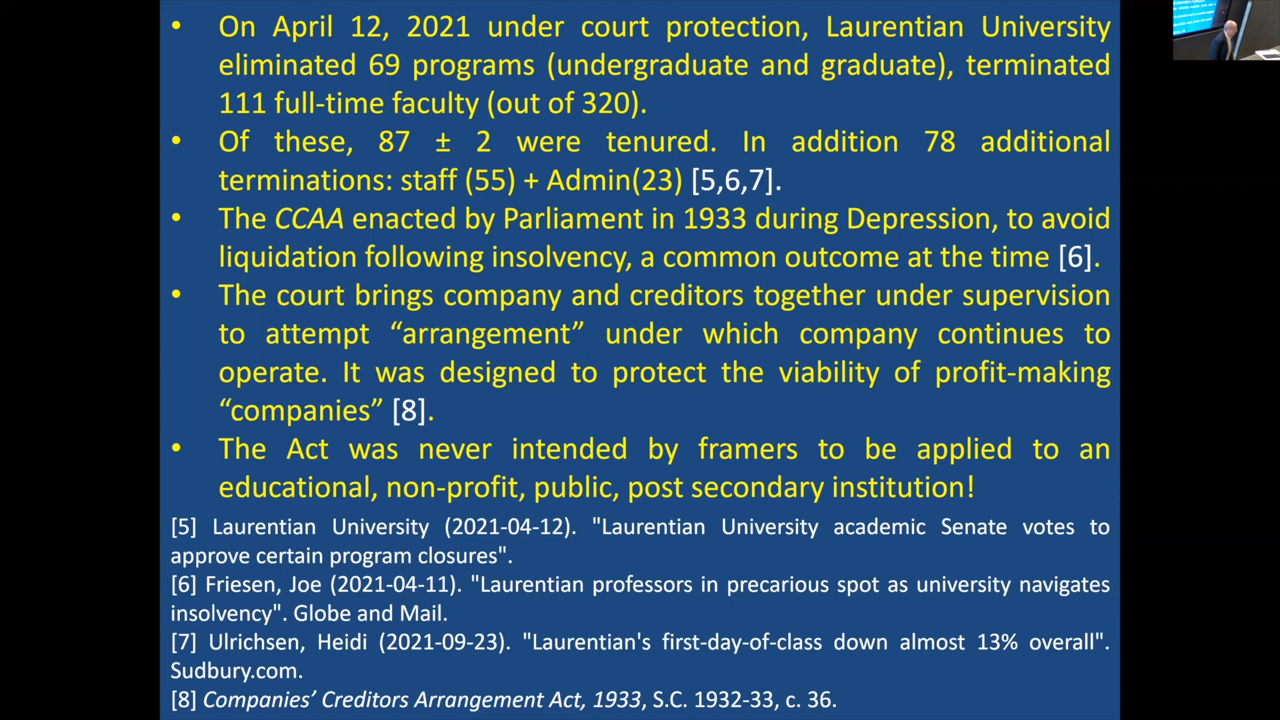 • On April 12, 2021 under court protection, Laurentian University
eliminated 69 programs (undergraduate and graduate), terminated
111 full-time faculty (out of 320).
• Of these, 87 ± 2 were tenured. In addition 78 additional
terminations: staff (55) + Admin(23) [5,6,7].
• The CCAA enacted by Parliament in 1933 during Depression, to avoid
liquidation following insolvency, a common outcome at the time [6].
• The court brings company and creditors together under supervision
to attempt “arrangement” under which company continues to
operate. It was designed to protect the viability of profit-making
“companies” [8].
• The Act was never intended by framers to be applied to an
educational, non-profit, public, post secondary institution!
[5] Laurentian University (2021-04-12). "Laurentian University academic Senate votes to
approve certain program closures".
[6] Friesen, Joe (2021-04-11). "Laurentian professors in precarious spot as university navigates
insolvency". Globe and Mail.
[7] Ulrichsen, Heidi (2021-09-23). "Laurentian's first-day-of-class down almost 13% overall".
Sudbury.com.
[8] Companies’ Creditors Arrangement Act, 1933, S.C. 1932-33, c. 36.